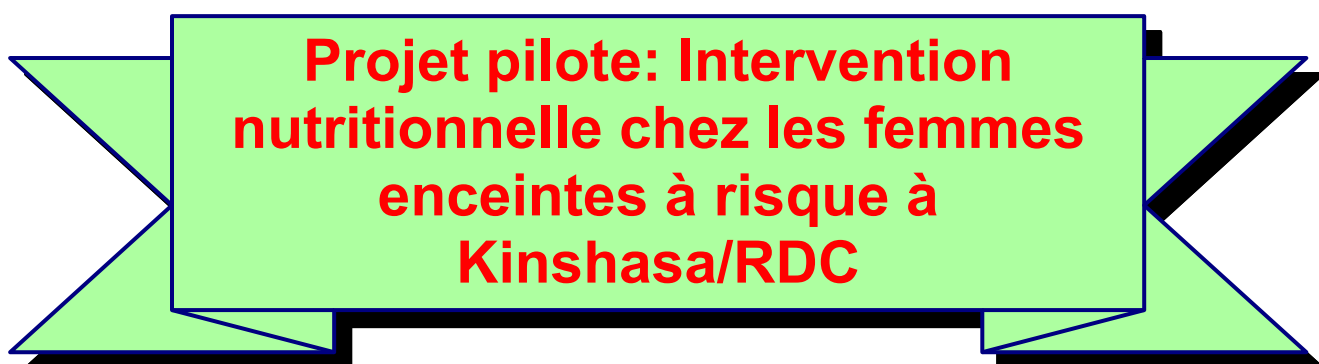 Projet pilote: Intervention
nutritionnelle chez les femmes
enceintes à risque à
Kinshasa/RDC